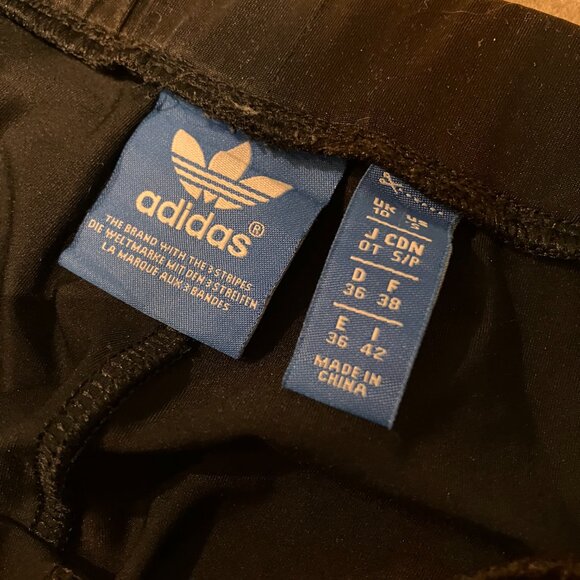 adidas®
THE BRAND WITH THE 3 STRIPES
DIE WELTMARKE MIT DEN 3 STREIFEN
LA MARQUE AUX 3 BANDES
UK
10 S
J CDN
OT S/P
D F
36 38
E I
36 42
MADE IN
CHINA